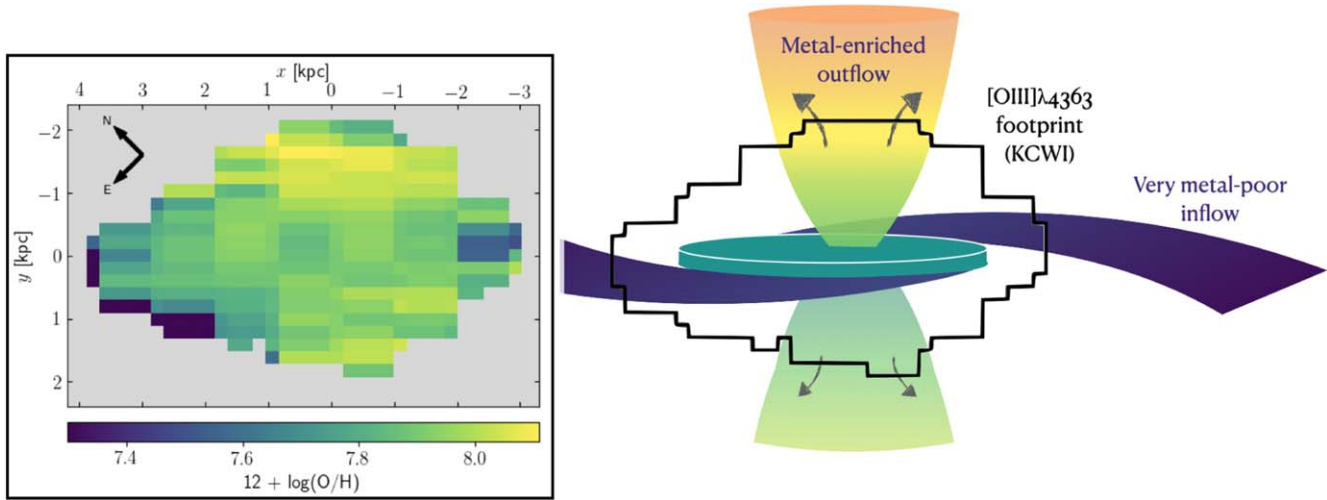 x [kpc]
4 3 2 1 0 −1 −2 −3
N
E
y [kpc]
−2
−1
0
1
2
7.4 7.6 7.8 8.0
12 + log(O/H)
Metal-enriched
outflow
[OIII]λ4363
footprint
(KCWI)
Very metal-poor
inflow